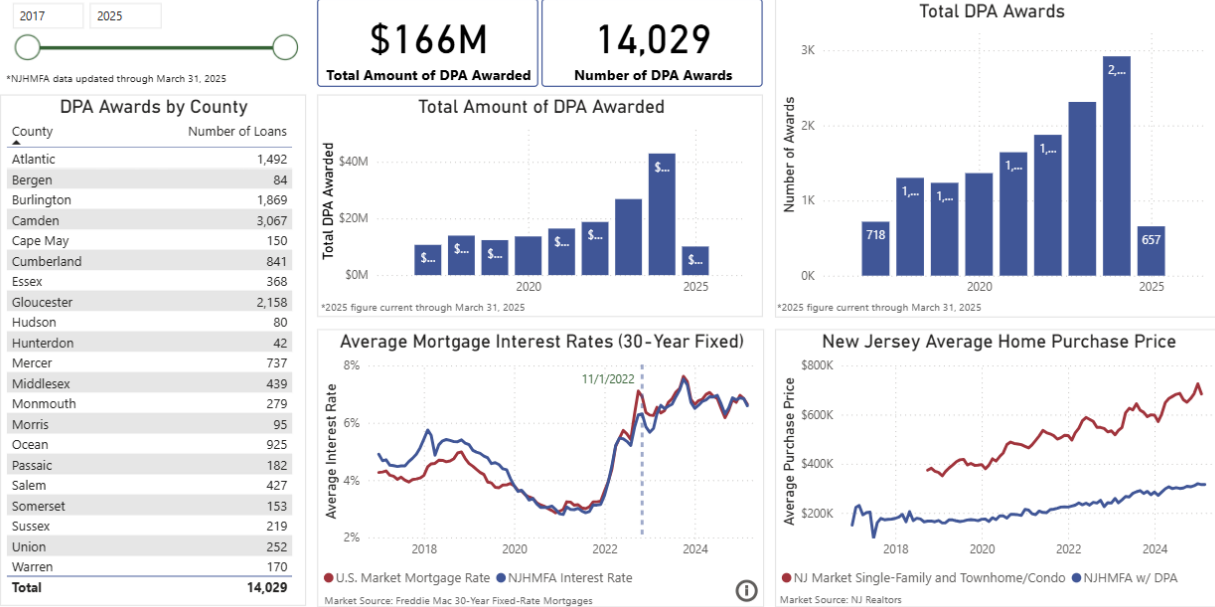 2017 2025
*NJHMFA data updated through March 31, 2025
DPA Awards by County
County Number of Loans
Atlantic 1,492
Bergen 84
Burlington 1,869
Camden 3,067
Cape May 150
Cumberland 841
Essex 368
Gloucester 2,158
Hudson 80
Hunterdon 42
Mercer 737
Middlesex 439
Monmouth 279
Morris 95
Ocean 925
Passaic 182
Salem 427
Somerset 153
Sussex 219
Union 252
Warren 170
Total 14,029
$166M
Total Amount of DPA Awarded
14,029
Number of DPA Awards
Total Amount of DPA Awarded
Total DPA Awarded
$40M
$20M
$0M
$... $... $... $... $... $... $...
2020 2025
*2025 figure current through March 31, 2025
Total DPA Awards
Number of Awards
3K
2K
1K
0K
718 1,... 1,... 1,... 1,... 2,... 657
2020 2025
*2025 figure current through March 31, 2025
Average Mortgage Interest Rates (30-Year Fixed)
Average Interest Rate
8%
6%
4%
2%
11/1/2022
2018 2020 2022 2024
U.S. Market Mortgage Rate NJHMFA Interest Rate
Market Source: Freddie Mac 30-Year Fixed-Rate Mortgages
New Jersey Average Home Purchase Price
Average Purchase Price
$800K
$600K
$400K
$200K
2018 2020 2022 2024
NJ Market Single-Family and Townhome/Condo NJHMFA w/ DPA
Market Source: NJ Realtors